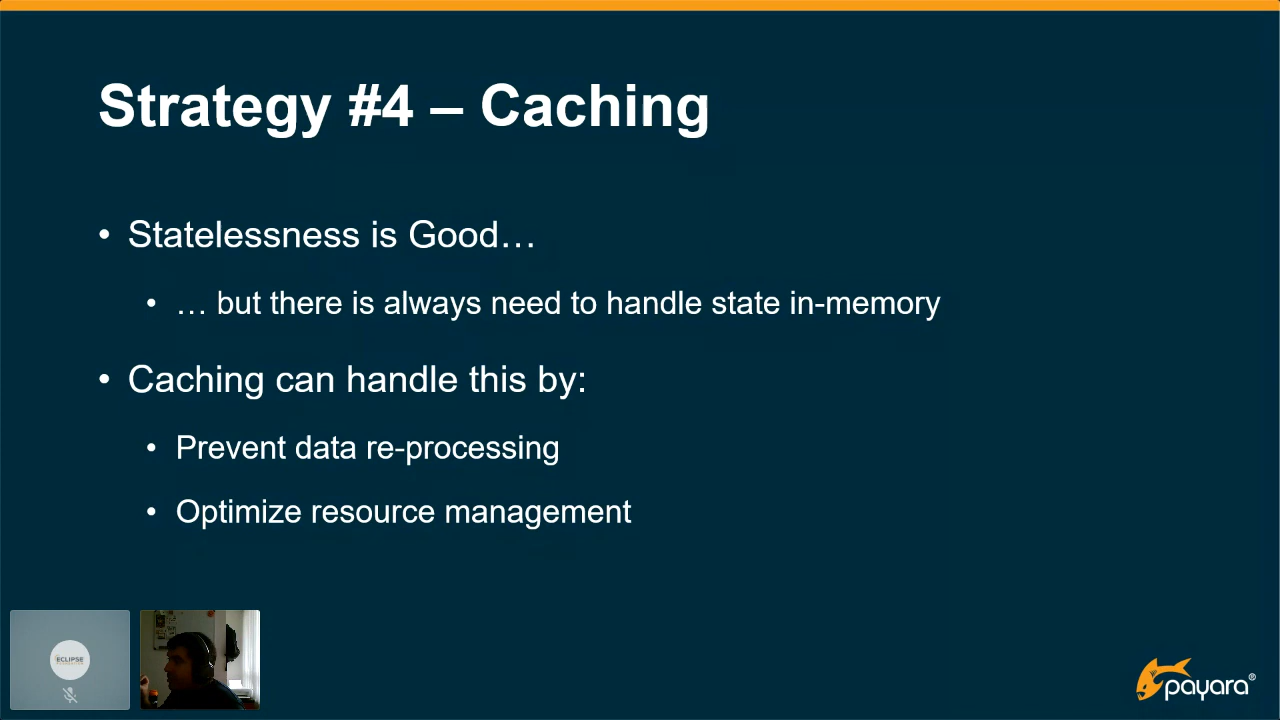 Strategy #4 – Caching
• Statelessness is Good…
• … but there is always need to handle state in-memory
• Caching can handle this by:
• Prevent data re-processing
• Optimize resource management
ECLIPSE
payara®